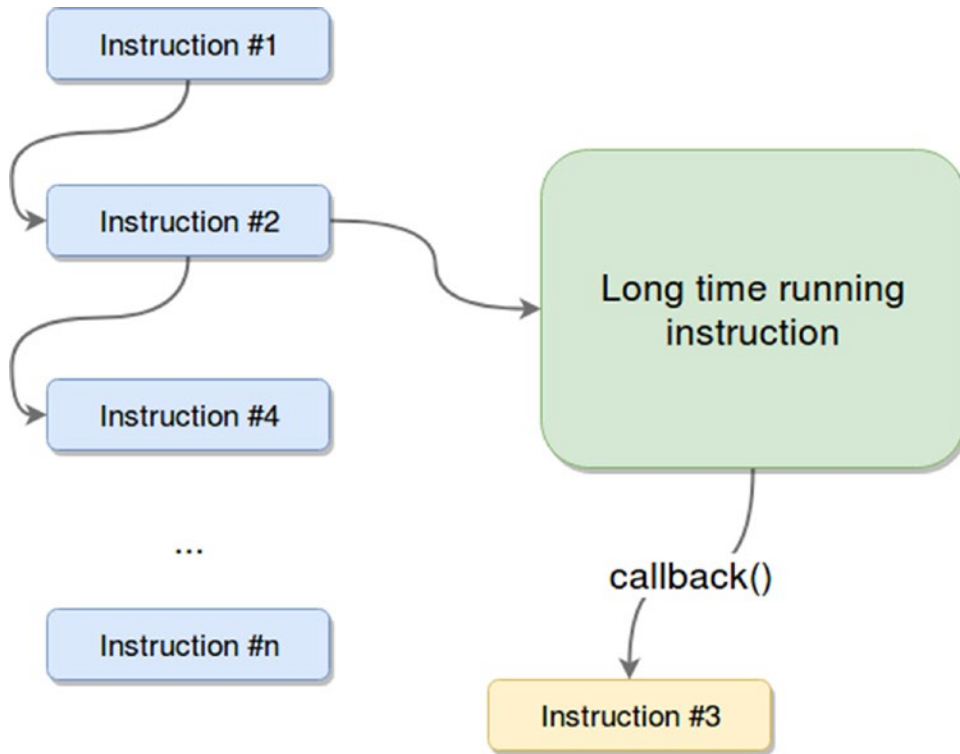 Instruction #1
Instruction #2
Long time running
instruction
Instruction #4
...
callback()
Instruction #n
Instruction #3